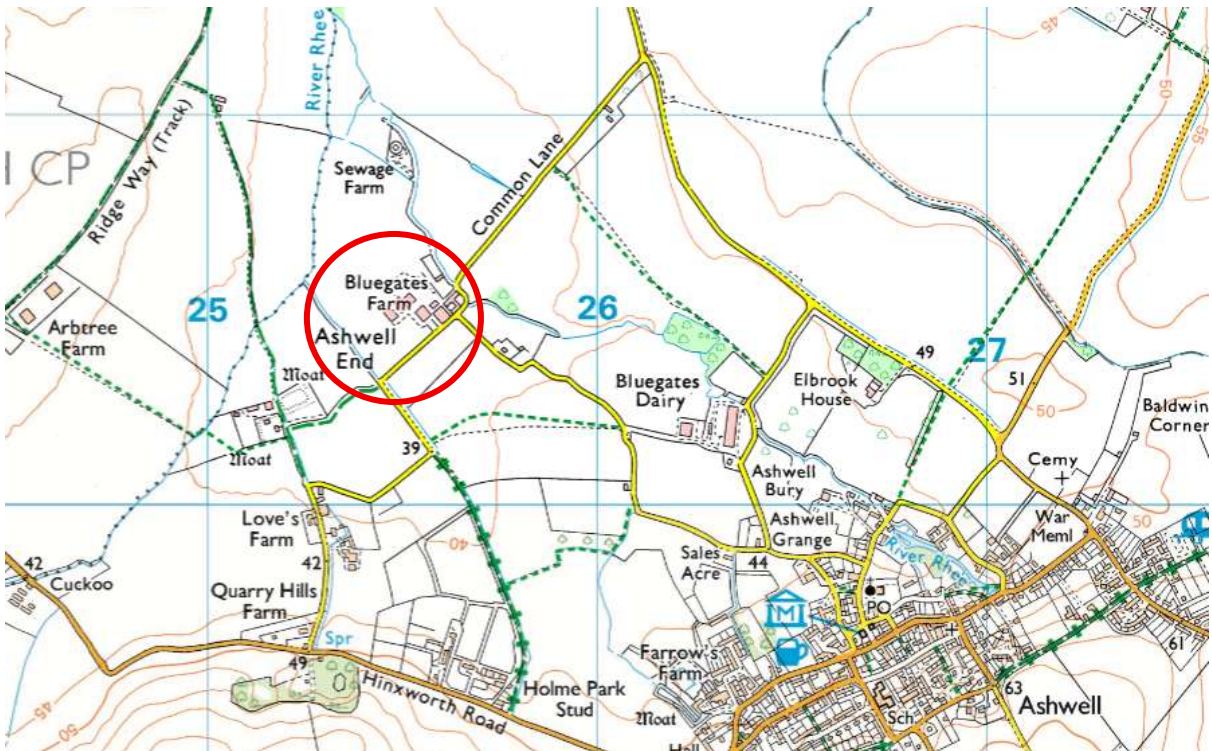 45
50
River Rhee
55
Ridge Way (Track)
CP
Sewage
Farm
Common Lane
Bluegates
Farm
25
26
27
Arbtree
Farm
Ashwell
End
Moat
49
51
50
Bluegates
Dairy
Elbrook
House
Baldwin
Corner
Moat
39
Cemy
Ashwell
Bury
50
Love's
Farm
40
Ashwell
Grange
War
Meml
42
Cuckoo
42
Sales
Acre
44
River Rhee
Quarry Hills
Farm
M
PO
Spr
49
Hinxworth Road
Farrow's
Farm
61
45
50
Holme Park
Stud
Moat
Sch
63
Ashwell
60